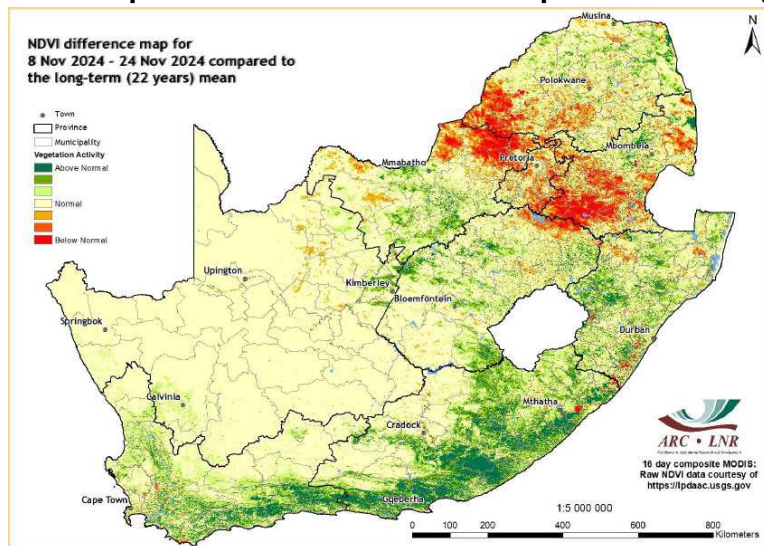 NDVI difference map for
8 Nov 2024 - 24 Nov 2024 compared to
the long-term (22 years) mean
Town
Province
Municipality
Vegetation Activity
Above Normal
Normal
Below Normal
N
Musina
Polokwane
Mbombela
Pretoria
Mmabatho
Upington
Kimberley
Bloemfontein
Springbok
Durban
Calvinia
Mthatha
Cradock
Cape Town
Gqeberha
ARC • LNR
16 day composite MODIS:
Raw NDVI data courtesy of
https://lpdaac.usgs.gov
1:5 000 000
0 100 200 400 600 800
Kilometers